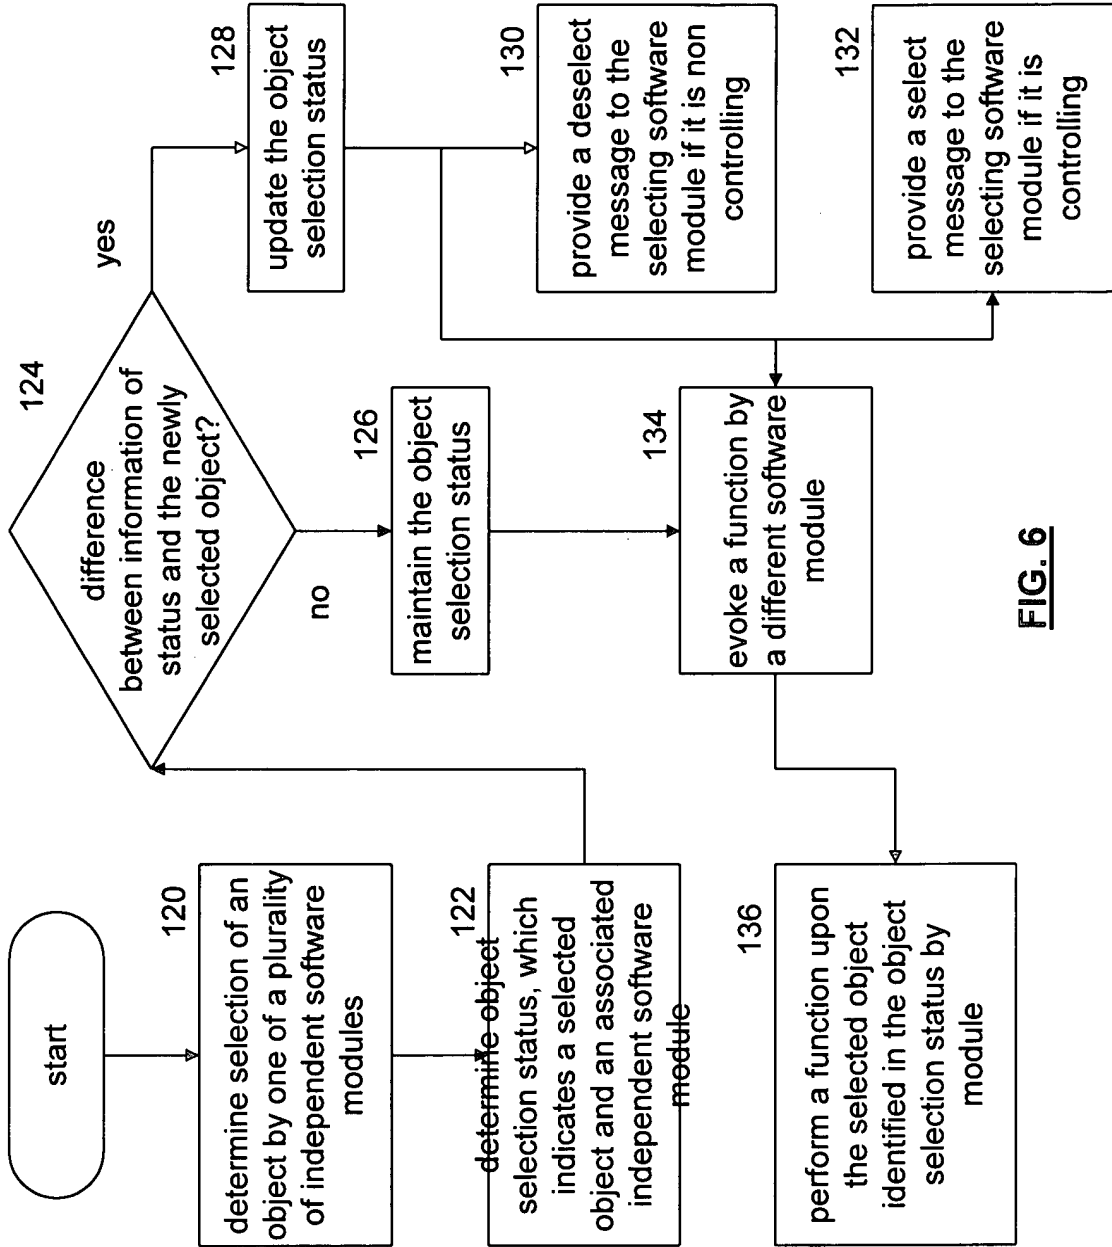 start
120
determine selection of an
object by one of a plurality
of independent software
modules
122
determine object
selection status, which
indicates a selected
object and an associated
independent software
module
124
difference
between information of
status and the newly
selected object?
yes
no
126
maintain the object
selection status
128
update the object
selection status
130
provide a deselect
message to the
selecting software
module if it is non
controlling
132
provide a select
message to the
selecting software
module if it is
controlling
134
evoke a function by
a different software
module
136
perform a function upon
the selected object
identified in the object
selection status by
module
FIG. 6